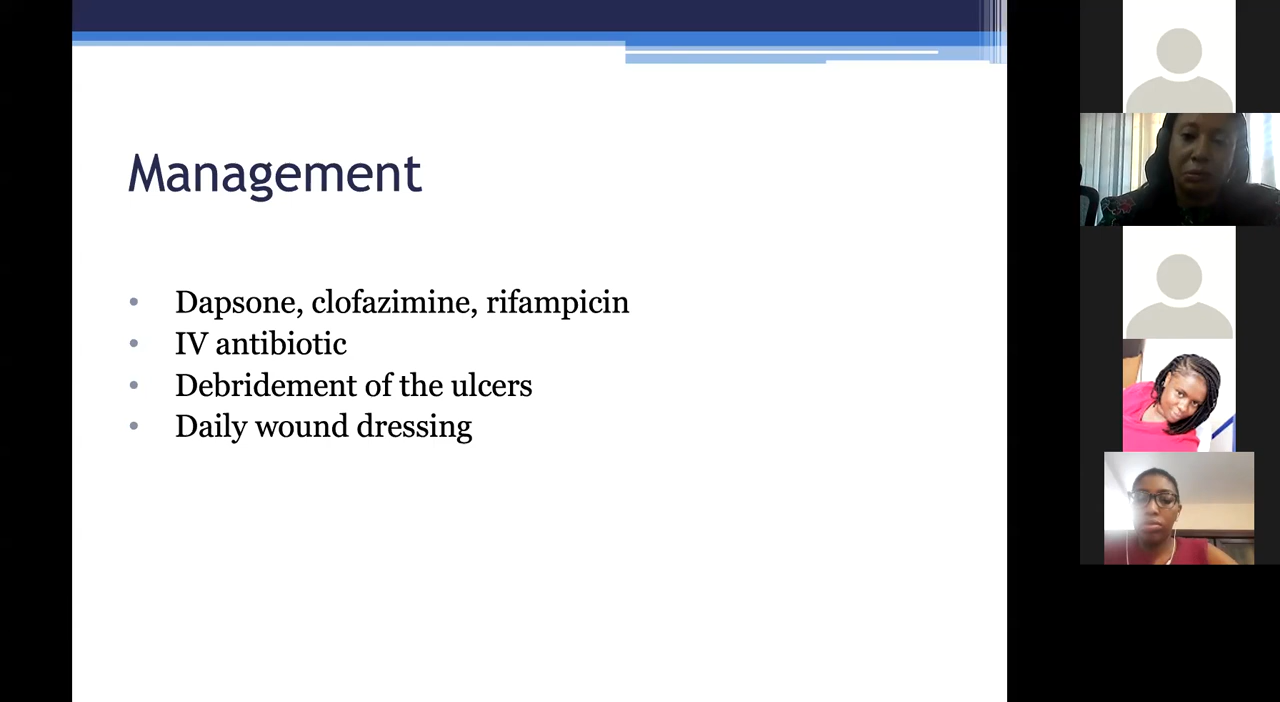 Management
• Dapsone, clofazimine, rifampicin
• IV antibiotic
• Debridement of the ulcers
• Daily wound dressing